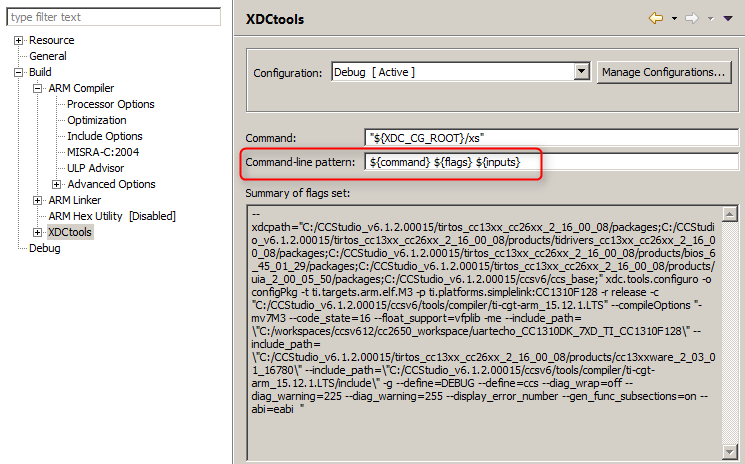 type filter text
Resource
General
Build
ARM Compiler
Processor Options
Optimization
Include Options
MISRA-C:2004
ULP Advisor
Advanced Options
ARM Linker
ARM Hex Utility [Disabled]
XDCtools
Debug
XDCtools
Configuration: Debug [ Active ]
Manage Configurations...
Command: "${XDC_CG_ROOT}/xs"
Command-line pattern: ${command} ${flags} ${inputs}
Summary of flags set:
--
xdcpath="C:/CCStudio_v6.1.2.00015/tirtos_cc13xx_cc26xx_2_16_00_08/packages;C:/CCStudi
o_v6.1.2.00015/tirtos_cc13xx_cc26xx_2_16_00_08/products/tidrivers_cc13xx_cc26xx_2_16_0
0_08/packages;C:/CCStudio_v6.1.2.00015/tirtos_cc13xx_cc26xx_2_16_00_08/products/bios_6
_45_01_29/packages;C:/CCStudio_v6.1.2.00015/tirtos_cc13xx_cc26xx_2_16_00_08/products/
uia_2_00_05_50/packages;C:/CCStudio_v6.1.2.00015/ccsv6/ccs_base;" xdc.tools.configuro -o
configPkg -t ti.targets.arm.elf.M3 -p ti.platforms.simplelink:CC1310F128 -r release -c
"C:/CCStudio_v6.1.2.00015/ccsv6/tools/compiler/ti-cgt-arm_15.12.1.LTS" --compileOptions "-
mv7M3 --code_state=16 --float_support=vfplib -me --include_path=
\"C:/workspaces/ccsv612/cc2650_workspace/uartecho_CC1310DK_7XD_TI_CC1310F128\" --
include_path=
\"C:/CCStudio_v6.1.2.00015/tirtos_cc13xx_cc26xx_2_16_00_08/products/cc13xxware_2_03_0
1_16780\" --include_path=\"C:/CCStudio_v6.1.2.00015/ccsv6/tools/compiler/ti-cgt-
arm_15.12.1.LTS/include\" -g --define=DEBUG --define=ccs --diag_wrap=off --
diag_warning=225 --diag_warning=255 --display_error_number --gen_func_subsections=on --
abi=eabi "